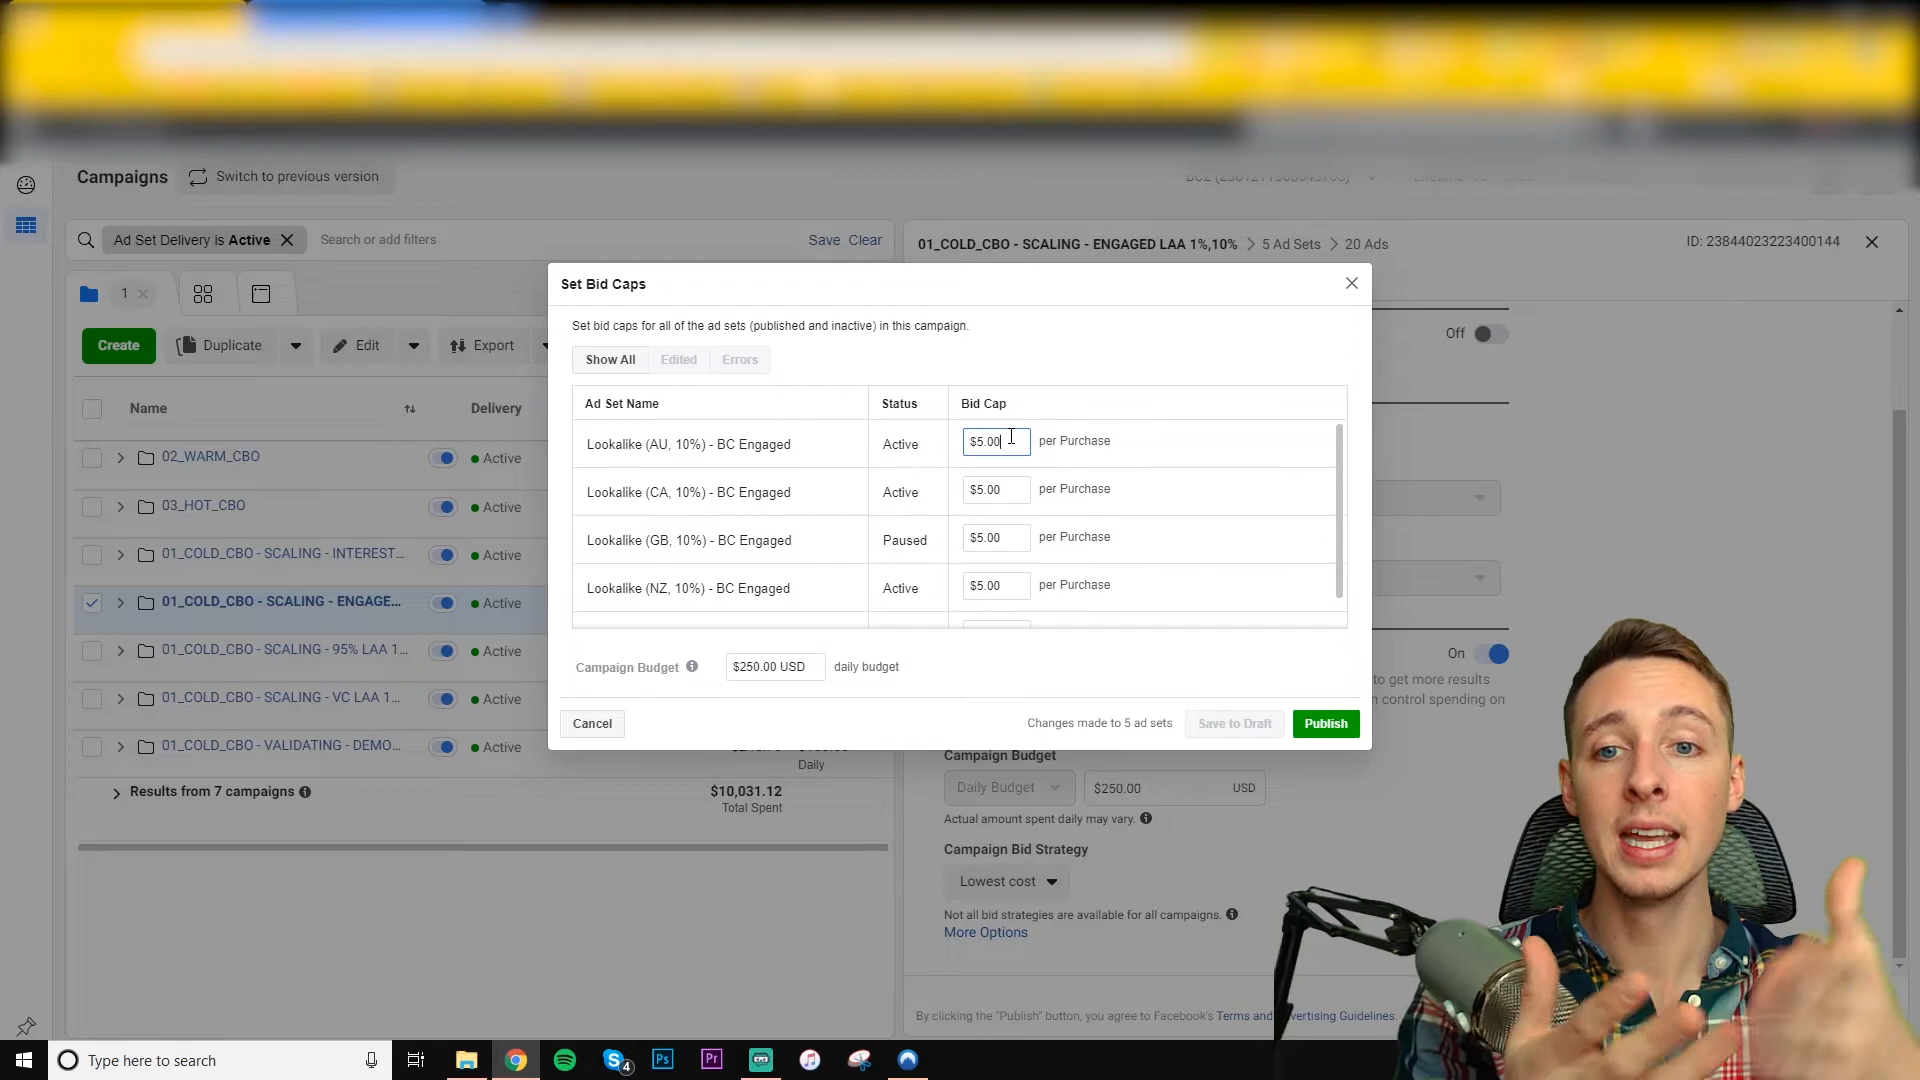 Campaigns
Switch to previous version
Ad Set Delivery is Active
Search or add filters
Save Clear
01_COLD_CBO - SCALING - ENGAGED LAA 1%,10% > 5 Ad Sets > 20 Ads
ID: 23844023223400144
1
Create
Duplicate
Edit
Export
Off
Name
Delivery
02_WARM_CBO
Active
03_HOT_CBO
Active
01_COLD_CBO - SCALING - INTEREST...
Active
01_COLD_CBO - SCALING - ENGAGE...
Active
01_COLD_CBO - SCALING - 95% LAA 1...
Active
01_COLD_CBO - SCALING - VC LAA 1...
Active
01_COLD_CBO - VALIDATING - DEMO...
Active
Daily
Results from 7 campaigns
$10,031.12
Total Spent
Set Bid Caps
Set bid caps for all of the ad sets (published and inactive) in this campaign.
Show All
Edited
Errors
Ad Set Name
Status
Bid Cap
Lookalike (AU, 10%) - BC Engaged
Active
$5.00
per Purchase
Lookalike (CA, 10%) - BC Engaged
Active
$5.00
per Purchase
Lookalike (GB, 10%) - BC Engaged
Paused
$5.00
per Purchase
Lookalike (NZ, 10%) - BC Engaged
Active
$5.00
per Purchase
Campaign Budget
$250.00 USD
daily budget
Cancel
Changes made to 5 ad sets
Save to Draft
Publish
On
to get more results
n control spending on
Campaign Budget
Daily Budget
$250.00
USD
Actual amount spent daily may vary.
Campaign Bid Strategy
Lowest cost
Not all bid strategies are available for all campaigns.
More Options
By clicking the "Publish" button, you agree to Facebook's Terms and
ertising Guidelines.
Type here to search
4
Ps
Pr